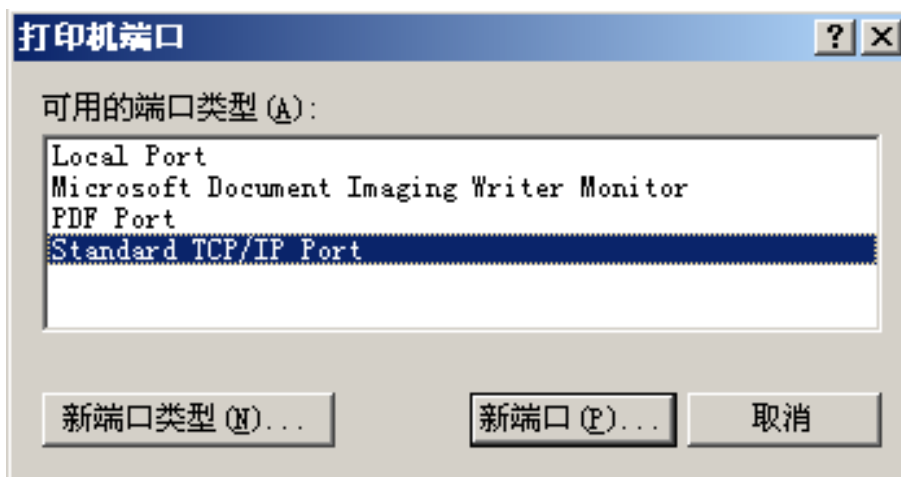 打印机端口
可用的端口类型(A):
Local Port
Microsoft Document Imaging Writer Monitor
PDF Port
Standard TCP/IP Port
新端口类型(N)... 新端口(P)... 取消